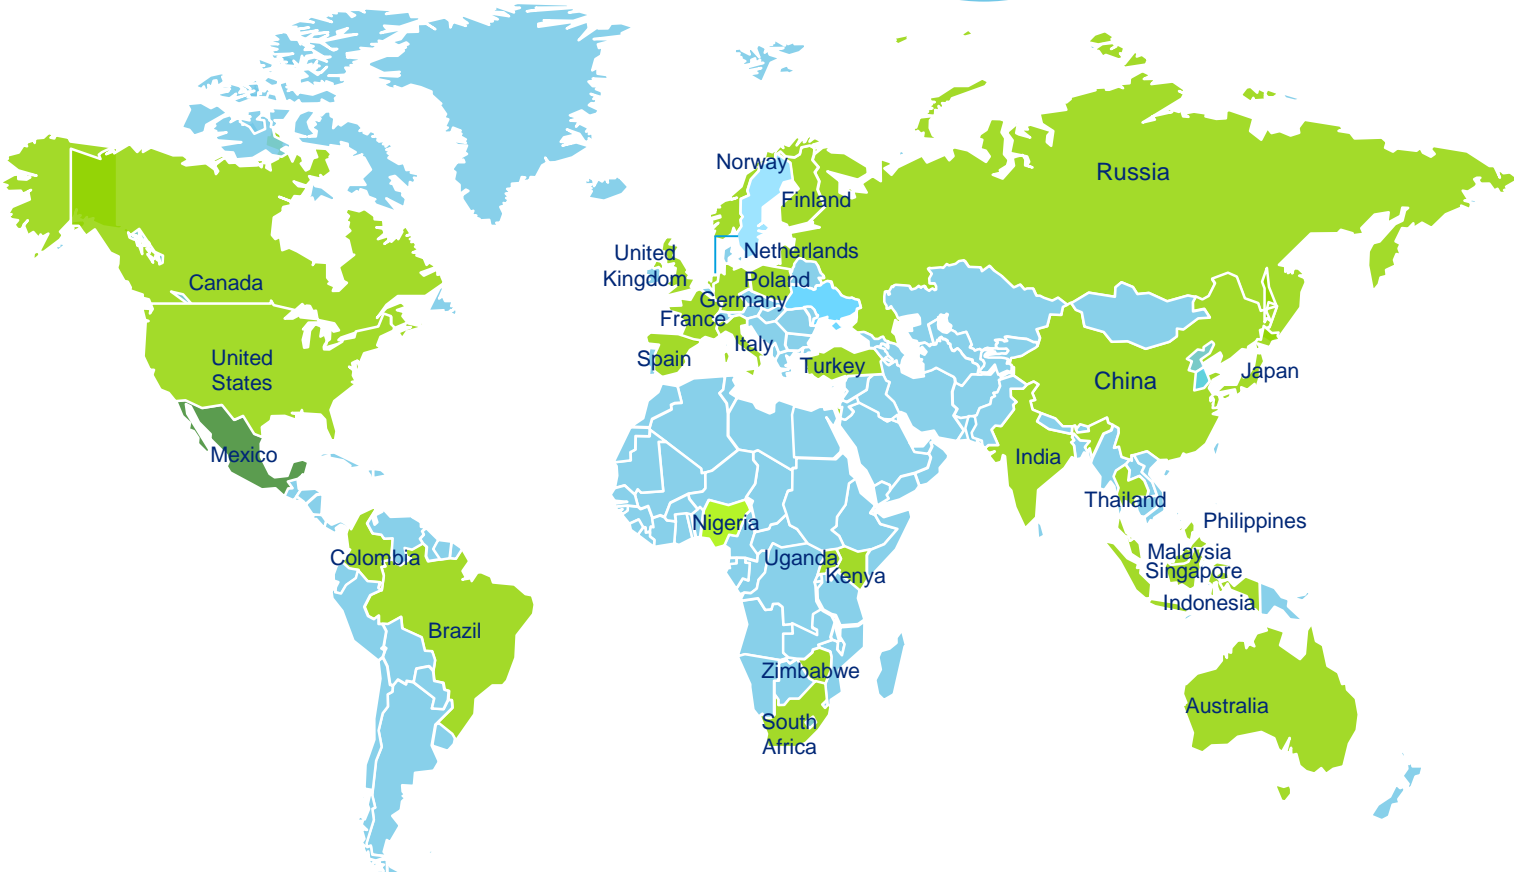 Norway
Russia
Finland
United
Kingdom
Netherlands
Canada
Poland
Germany
France
Italy
United
States
Spain
Turkey
China
Japan
Mexico
India
Thailand
Nigeria
Philippines
Colombia
Uganda
Kenya
Malaysia
Singapore
Indonesia
Brazil
Zimbabwe
Australia
South
Africa